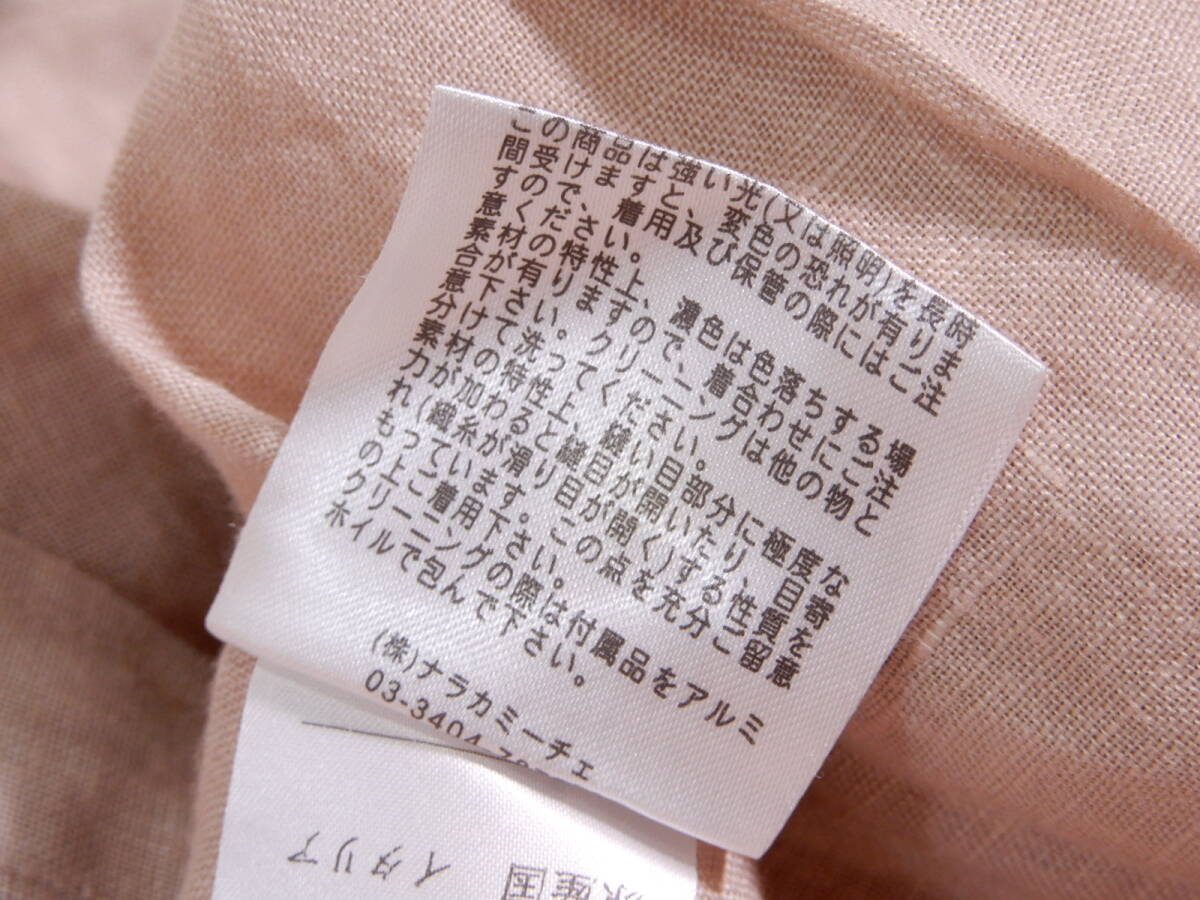 この商品は強い光(又は照明)を長時
間受けますと、変色の恐れが有りま
すので、着用、及び保管の際にはご注
意ください。
素材の特性上、濃色は色落ちする場
合が有りますので、着合わせにご注
意下さい。クリーニングは他の物と
分けて洗ってください。
素材の特性上、縫目部分に極度な
力が加わると縫目が開いたり、目寄
れ(織糸が滑り縫目が開く)する性質を
もっています。この点を充分ご留意
の上ご着用下さい。
クリーニングの際は付属品をアルミ
ホイルで包んで下さい。
(株)ナラカミーチェ
03-3404
原産国 イタリア